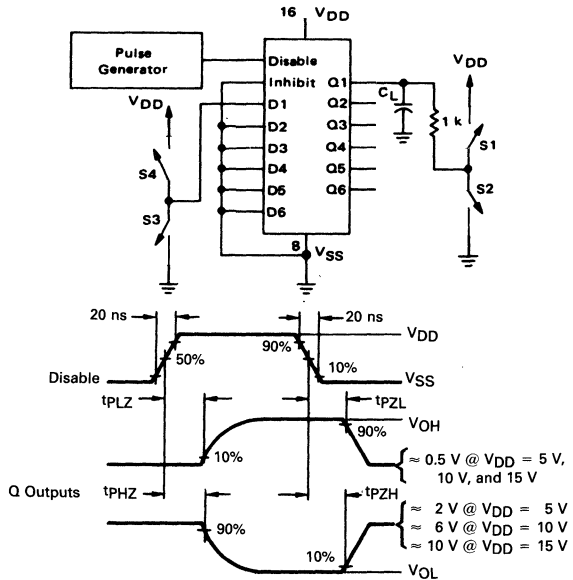 16 VDD
Pulse
Generator
Disable
Inhibit
D1
D2
D3
D4
D5
D6
Q1
Q2
Q3
Q4
Q5
Q6
CL
VDD
1 k
S1
S2
VDD
S4
S3
8 VSS
20 ns
20 ns
VDD
50%
90%
10%
Disable
VSS
tPLZ
tPZL
VOH
10%
90%
≈ 0.5 V @ VDD = 5 V,
10 V, and 15 V
Q Outputs
tPHZ
tPZH
≈ 2 V @ VDD = 5 V
≈ 6 V @ VDD = 10 V
≈ 10 V @ VDD = 15 V
90%
10%
VOL